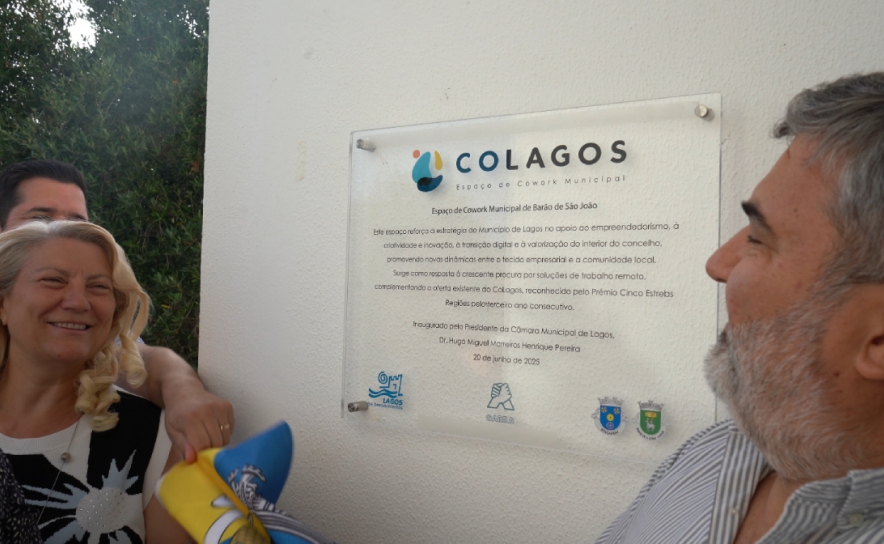 COLAGOS
Espaço de Cowork Municipal
Espaço de Cowork Municipal de Barão de São João
Este espaço reforça a estratégia do Município de Lagos no apoio ao empreendedorismo, à
criatividade e inovação, à transição digital e à valorização do interior do concelho,
promovendo novas dinâmicas entre o tecido empresarial e a comunidade local.
Surge como resposta à crescente procura por soluções de trabalho remoto,
complementando a oferta existente do CoLagos, reconhecido pelo Prémio Cinco Estrelas
Regiões pelo terceiro ano consecutivo.
Inaugurado pelo Presidente da Câmara Municipal de Lagos,
Dr. Hugo Miguel Marreiros Henrique Pereira
20 de junho de 2025
LAGOS